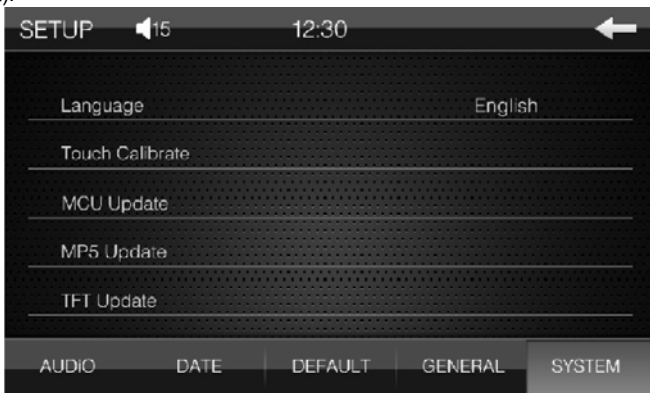 ).
SETUP 15 12:30
Language English
Touch Calibrate
MCU Update
MP5 Update
TFT Update
AUDiO DATE DEFAULT GENERAL SYSTEM